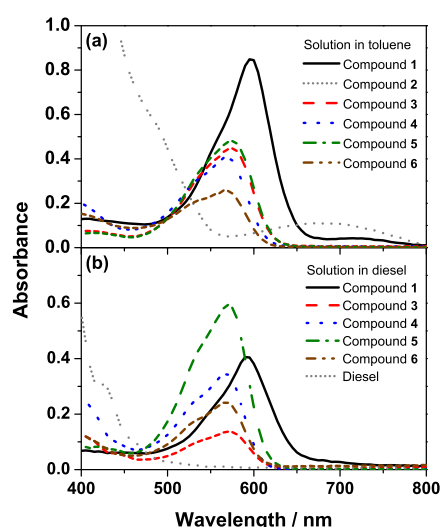 (a)
Solution in toluene
Compound 1
Compound 2
Compound 3
Compound 4
Compound 5
Compound 6
1.0
0.8
0.6
0.4
0.2
0.0
(b)
Solution in diesel
Compound 1
Compound 3
Compound 4
Compound 5
Compound 6
Diesel
0.6
0.4
0.2
0.0
400 500 600 700 800
Absorbance
Wavelength / nm